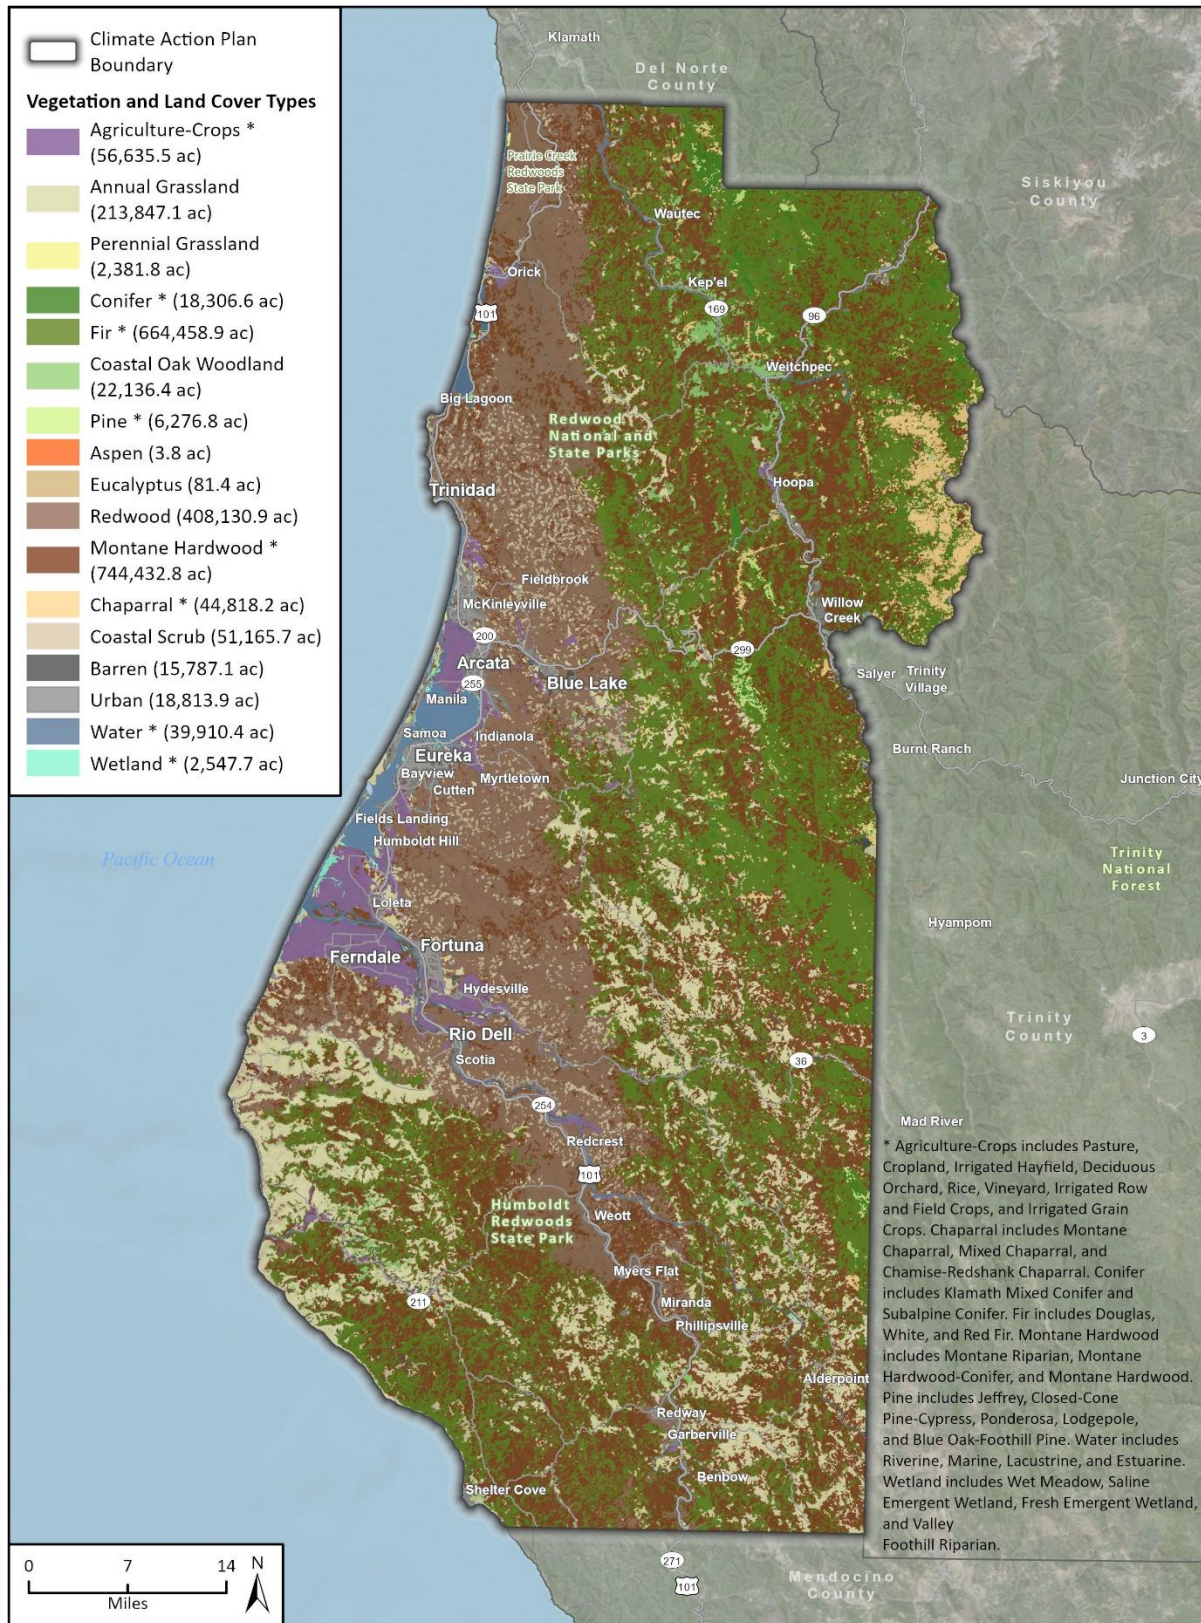 Climate Action Plan
Boundary
Vegetation and Land Cover Types
Agriculture-Crops *
(56,635.5 ac)
Annual Grassland
(213,847.1 ac)
Perennial Grassland
(2,381.8 ac)
Conifer * (18,306.6 ac)
Fir * (664,458.9 ac)
Coastal Oak Woodland
(22,136.4 ac)
Pine * (6,276.8 ac)
Aspen (3.8 ac)
Eucalyptus (81.4 ac)
Redwood (408,130.9 ac)
Montane Hardwood *
(744,432.8 ac)
Chaparral * (44,818.2 ac)
Coastal Scrub (51,165.7 ac)
Barren (15,787.1 ac)
Urban (18,813.9 ac)
Water * (39,910.4 ac)
Wetland * (2,547.7 ac)
Klamath
Del Norte
County
Siskiyou
County
Prairie Creek
Redwoods
State Park
Wautec
Orick
Kep'el
101
169
96
Weitchpec
Big Lagoon
Redwood
National and
State Parks
Hoopa
Trinidad
Fieldbrook
McKinleyville
Willow
Creek
200
299
Arcata
255
Blue Lake
Salyer
Trinity
Village
Manila
Samoa
Indianola
Burnt Ranch
Eureka
Bayview
Myrtletown
Cutten
Junction City
Fields Landing
Humboldt Hill
Pacific Ocean
Trinity
National
Forest
Loleta
Hyampom
Fortuna
Ferndale
Hydesville
Trinity
County
3
Rio Dell
Scotia
36
254
Mad River
Redcrest
101
Humboldt
Redwoods
State Park
Weott
Myers Flat
211
Miranda
Phillipsville
Alderpoint
Redway
Garberville
Benbow
Shelter Cove
* Agriculture-Crops includes Pasture,
Cropland, Irrigated Hayfield, Deciduous
Orchard, Rice, Vineyard, Irrigated Row
and Field Crops, and Irrigated Grain
Crops. Chaparral includes Montane
Chaparral, Mixed Chaparral, and
Chamise-Redshank Chaparral. Conifer
includes Klamath Mixed Conifer and
Subalpine Conifer. Fir includes Douglas,
White, and Red Fir. Montane Hardwood
includes Montane Riparian, Montane
Hardwood-Conifer, and Montane Hardwood.
Pine includes Jeffrey, Closed-Cone
Pine-Cypress, Ponderosa, Lodgepole,
and Blue Oak-Foothill Pine. Water includes
Riverine, Marine, Lacustrine, and Estuarine.
Wetland includes Wet Meadow, Saline
Emergent Wetland, Fresh Emergent Wetland,
and Valley
Foothill Riparian.
271
101
Mendocino
County
0 7 14
Miles
N